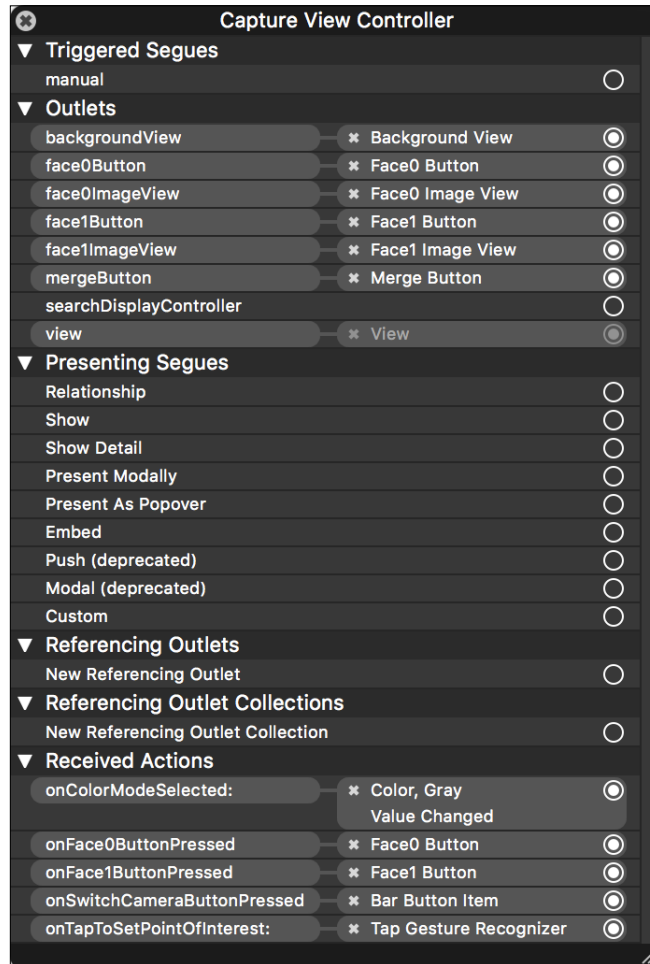 Capture View Controller
Triggered Segues
manual
Outlets
backgroundView Background View
face0Button Face0 Button
face0ImageView Face0 Image View
face1Button Face1 Button
face1ImageView Face1 Image View
mergeButton Merge Button
searchDisplayController
view View
Presenting Segues
Relationship
Show
Show Detail
Present Modally
Present As Popover
Embed
Push (deprecated)
Modal (deprecated)
Custom
Referencing Outlets
New Referencing Outlet
Referencing Outlet Collections
New Referencing Outlet Collection
Received Actions
onColorModeSelected: Color, Gray
Value Changed
onFace0ButtonPressed Face0 Button
onFace1ButtonPressed Face1 Button
onSwitchCameraButtonPressed Bar Button Item
onTapToSetPointOfInterest: Tap Gesture Recognizer